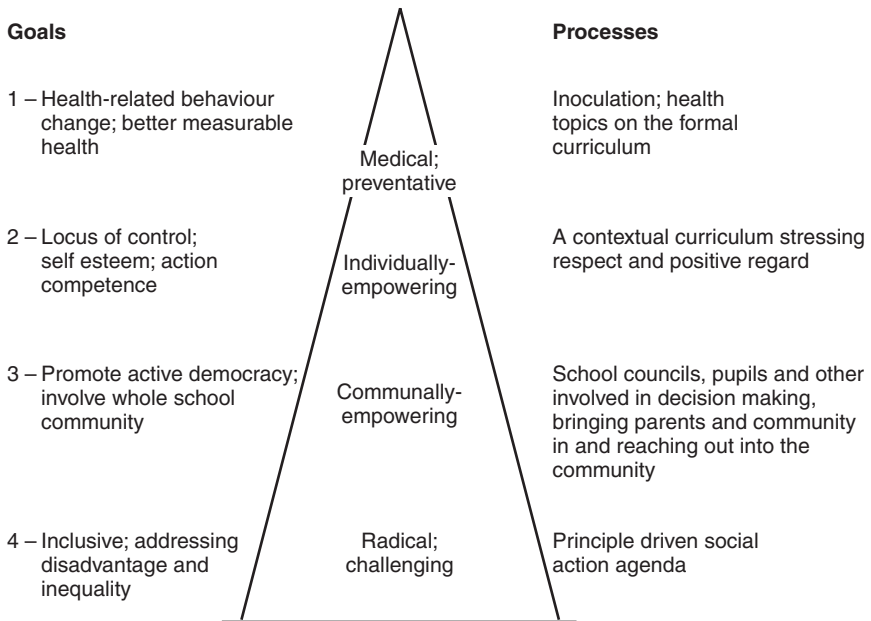 Goals
Processes
1 – Health-related behaviour
change; better measurable
health
Medical;
preventative
Inoculation; health
topics on the formal
curriculum
2 – Locus of control;
self esteem; action
competence
Individually-
empowering
A contextual curriculum stressing
respect and positive regard
3 – Promote active democracy;
involve whole school
community
Communally-
empowering
School councils, pupils and other
involved in decision making,
bringing parents and community
in and reaching out into the
community
4 – Inclusive; addressing
disadvantage and
inequality
Radical;
challenging
Principle driven social
action agenda